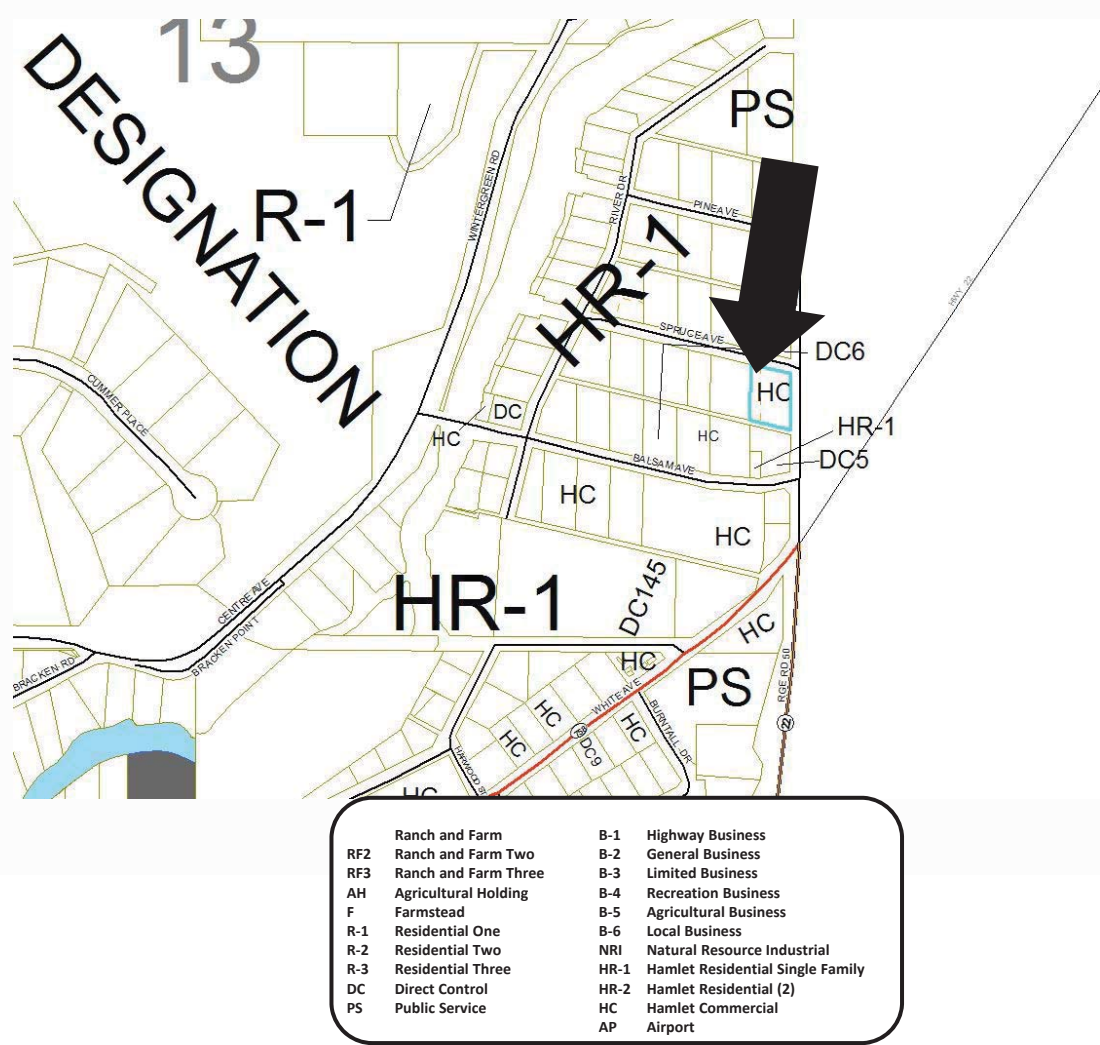 13
DESIGNATION
R-1
PS
WINTERGREEN RD
RIVER DR
PINE AVE
HR-1
HWY 22
SPRUCE AVE
DC6
HC
CUMMER PLACE
DC
HC
HC
HR-1
BALSAM AVE
DC5
HC
HC
CENTRE AVE
BRACKEN POINT
HR-1
DC145
HC
BRACKEN RD
HC
PS
RGE RD 50
WHITE AVE
BURNTALL DR
HC
HC
HC
DC9
22
HARWOOD ST
HC
Ranch and Farm
RF2 Ranch and Farm Two
RF3 Ranch and Farm Three
AH Agricultural Holding
F Farmstead
R-1 Residential One
R-2 Residential Two
R-3 Residential Three
DC Direct Control
PS Public Service
B-1 Highway Business
B-2 General Business
B-3 Limited Business
B-4 Recreation Business
B-5 Agricultural Business
B-6 Local Business
NRI Natural Resource Industrial
HR-1 Hamlet Residential Single Family
HR-2 Hamlet Residential (2)
HC Hamlet Commercial
AP Airport